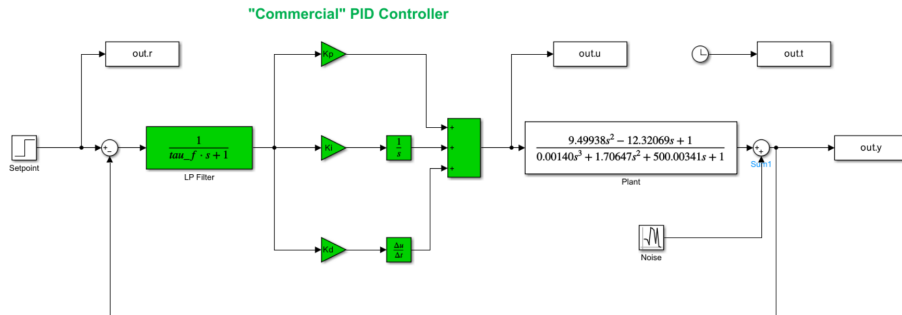 "Commercial" PID Controller
out.r
Kp
out.u
out.t
Setpoint
+
−
1
tau_f · s + 1
LP Filter
Ki
1
s
+
+
+
9.49938s² − 12.32069s + 1
0.00140s³ + 1.70647s² + 500.00341s + 1
Plant
+
+
Sum1
out.y
Kd
Δu
Δt
Noise